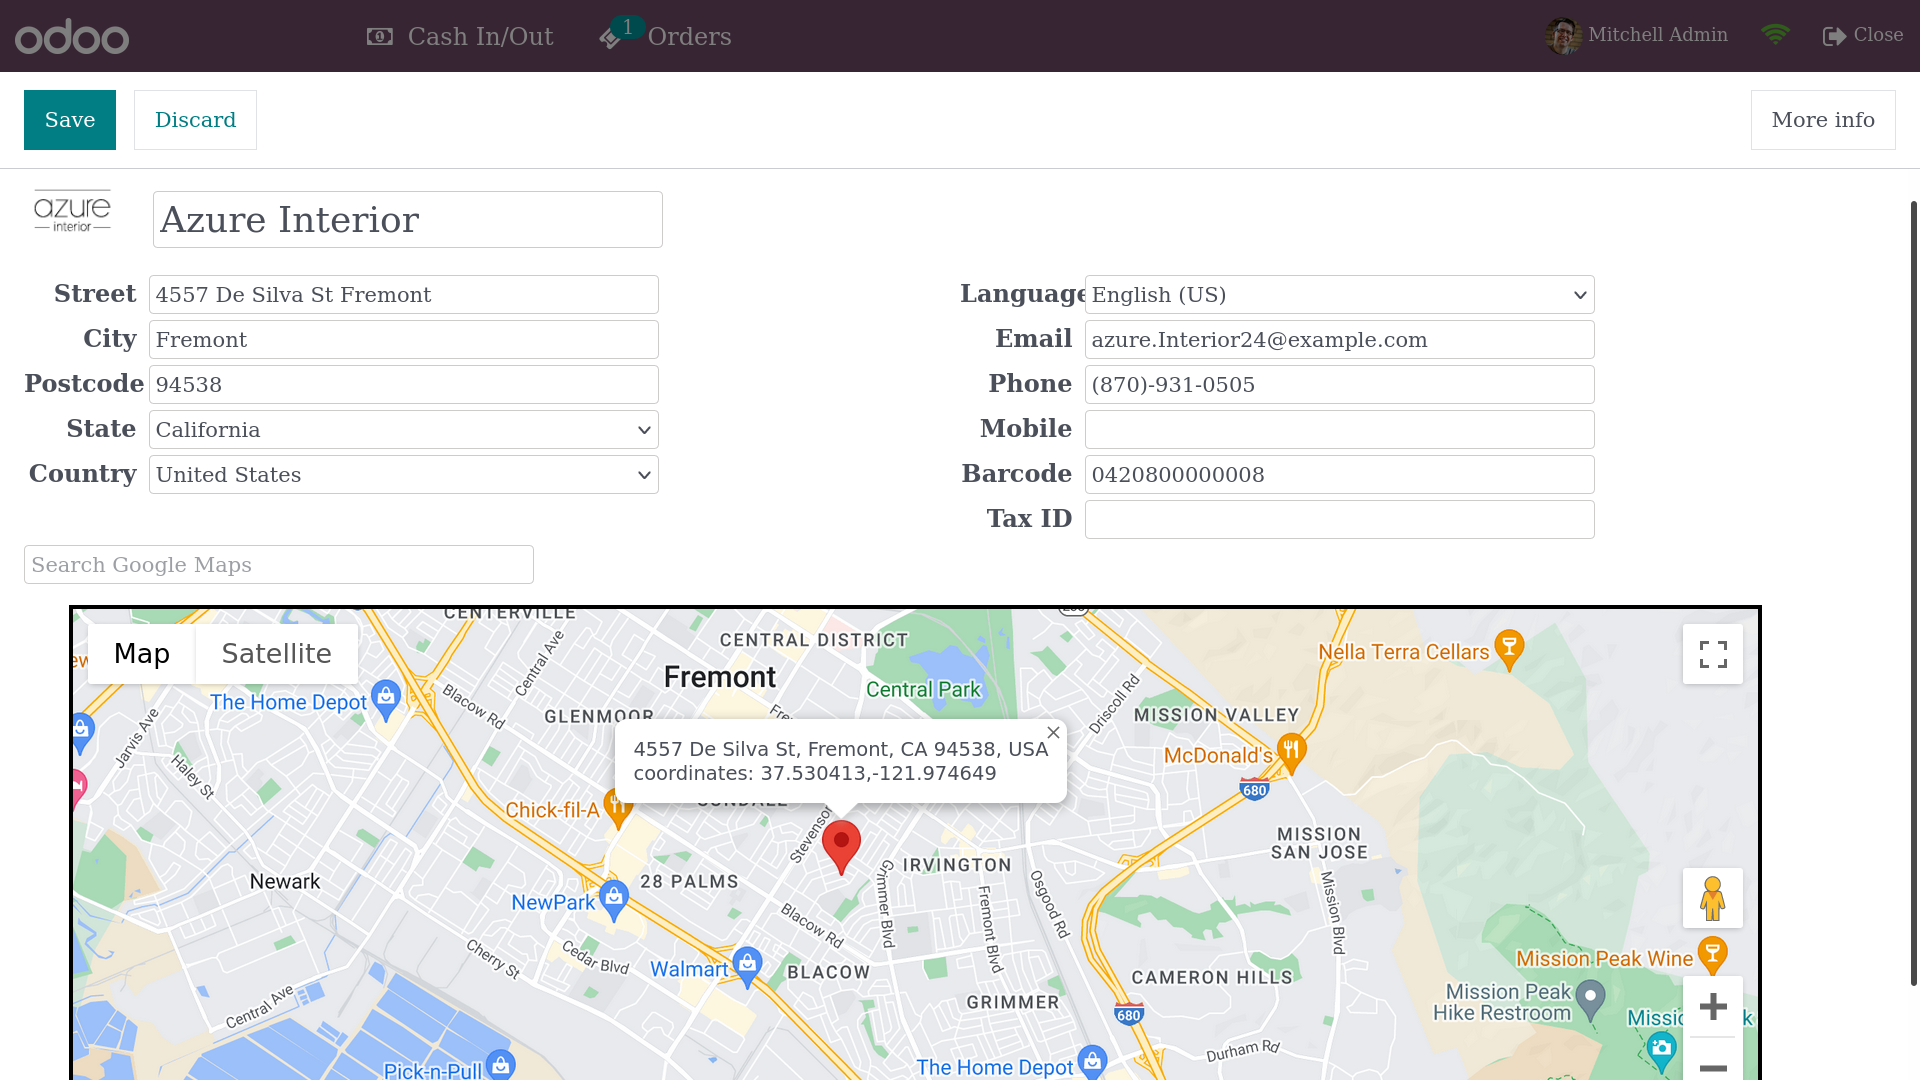 odoo
Cash In/Out
1
Orders
Mitchell Admin
Close
Save
Discard
More info
azure
interior
Azure Interior
Street
4557 De Silva St Fremont
City
Fremont
Postcode
94538
State
California
Country
United States
Language
English (US)
Email
azure.Interior24@example.com
Phone
(870)-931-0505
Mobile
Barcode
0420800000008
Tax ID
Search Google Maps
Map
Satellite
CENTERVILLE
CENTRAL DISTRICT
Fremont
Central Park
Central Ave
Blacow Rd
The Home Depot
GLENMOOR
Jarvis Ave
Haley St
Driscoll Rd
MISSION VALLEY
Nella Terra Cellars
McDonald's
680
4557 De Silva St, Fremont, CA 94538, USA
coordinates: 37.530413,-121.974649
Chick-fil-A
SUNDALE
Stevenson
MISSION
SAN JOSE
IRVINGTON
28 PALMS
Newark
NewPark
Grimmer Blvd
Fremont Blvd
Osgood Rd
Mission Blvd
Blacow Rd
Cherry St
Cedar Blvd
Walmart
BLACOW
CAMERON HILLS
GRIMMER
Mission Peak Wine
Mission Peak
Hike Restroom
Central Ave
680
Durham Rd
The Home Depot
Pick-n-Pull